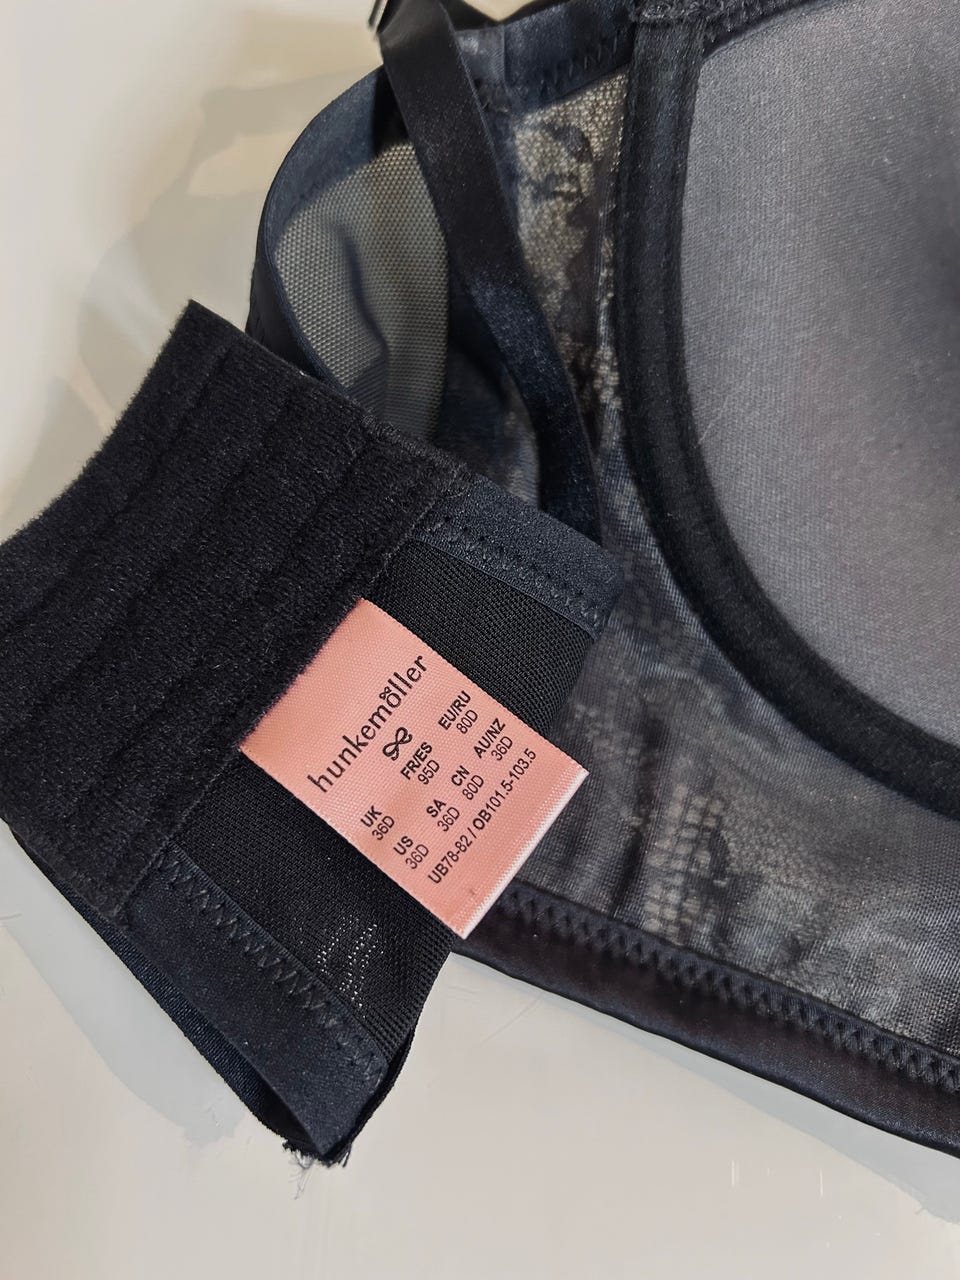 hunkemöller
UK
36D
FR/ES
95D
EU/RU
80D
US
36D
SA
36D
CN
80D
AU/NZ
36D
UB78-82 / OB101.5-103.5